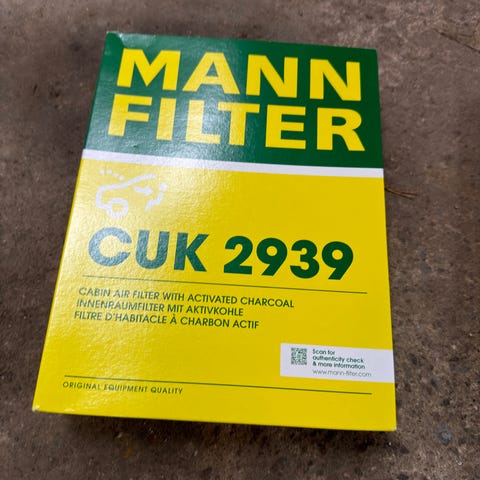 MANN
FILTER
CUK 2939
CABIN AIR FILTER WITH ACTIVATED CHARCOAL
INNENRAUMFILTER MIT AKTIVKOHLE
FILTRE D'HABITACLE À CHARBON ACTIF
Scan for
authenticity check
& more information
www.mann-filter.com
ORIGINAL EQUIPMENT QUALITY